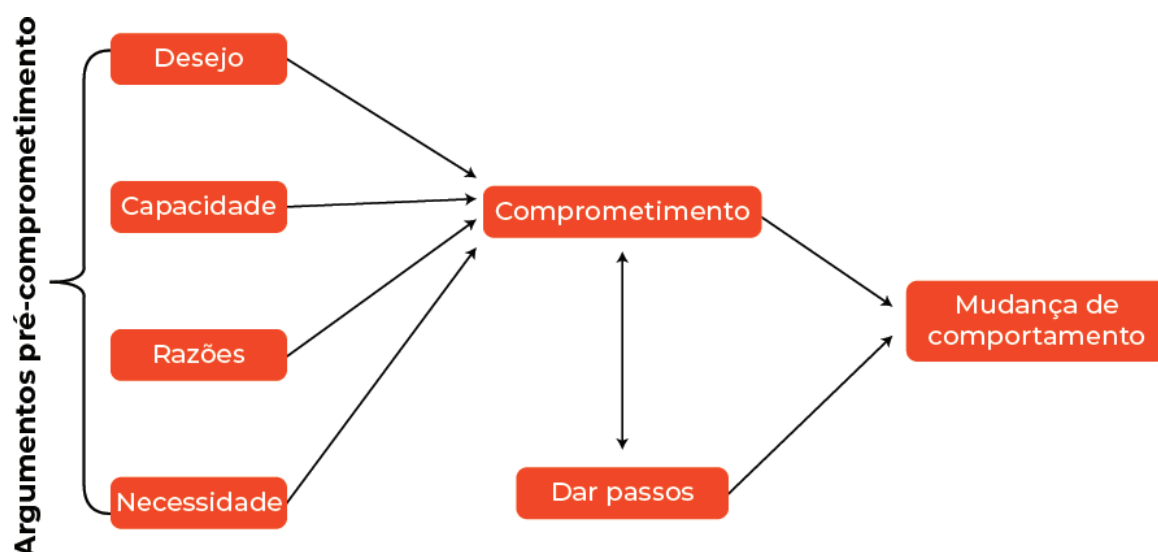 Argumentos pré-comprometimento
Desejo
Capacidade
Razões
Necessidade
Comprometimento
Dar passos
Mudança de
comportamento